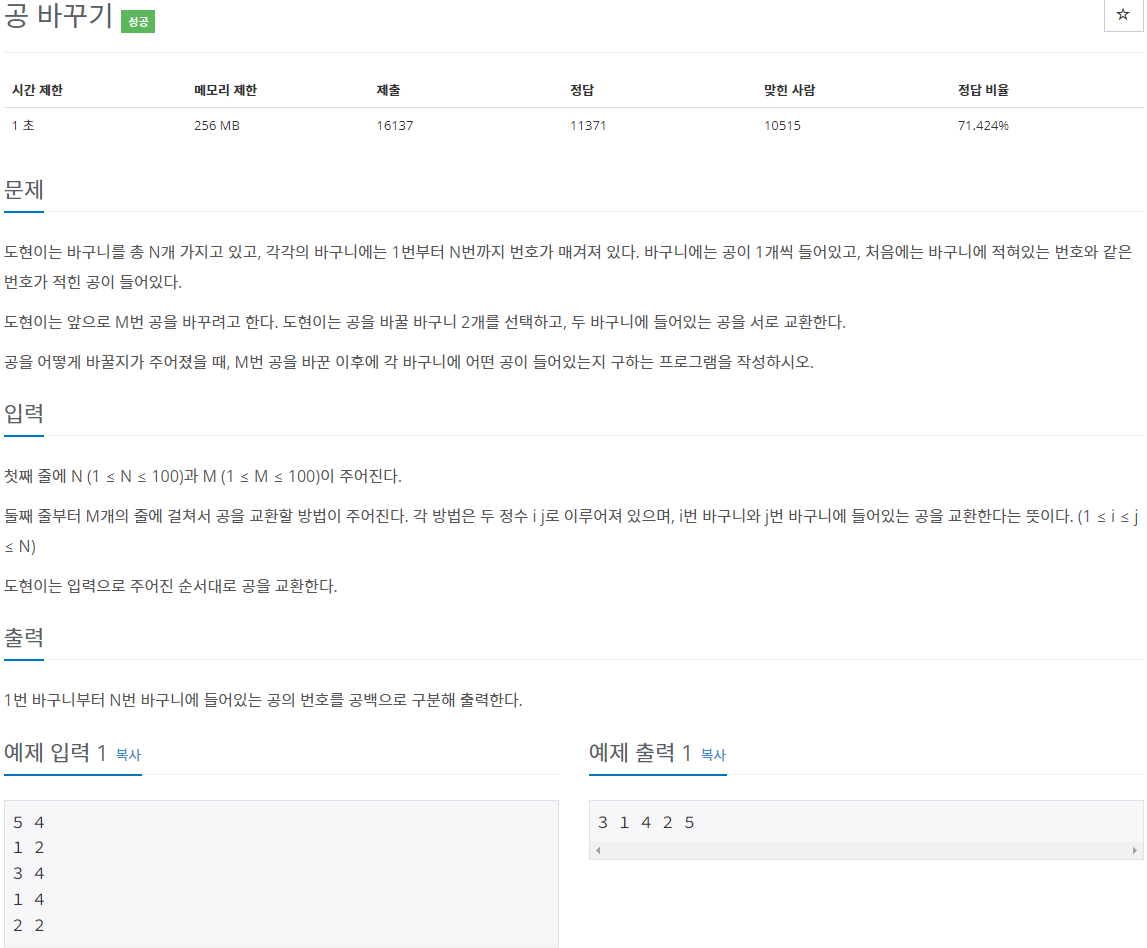 공 바꾸기 성공
☆
시간 제한 메모리 제한 제출 정답 맞힌 사람 정답 비율
1 초 256 MB 16137 11371 10515 71.424%
문제
도현이는 바구니를 총 N개 가지고 있고, 각각의 바구니에는 1번부터 N번까지 번호가 매겨져 있다. 바구니에는 공이 1개씩 들어있고, 처음에는 바구니에 적혀있는 번호와 같은
번호가 적힌 공이 들어있다.
도현이는 앞으로 M번 공을 바꾸려고 한다. 도현이는 공을 바꿀 바구니 2개를 선택하고, 두 바구니에 들어있는 공을 서로 교환한다.
공을 어떻게 바꿀지가 주어졌을 때, M번 공을 바꾼 이후에 각 바구니에 어떤 공이 들어있는지 구하는 프로그램을 작성하시오.
입력
첫째 줄에 N (1 ≤ N ≤ 100)과 M (1 ≤ M ≤ 100)이 주어진다.
둘째 줄부터 M개의 줄에 걸쳐서 공을 교환할 방법이 주어진다. 각 방법은 두 정수 i j로 이루어져 있으며, i번 바구니와 j번 바구니에 들어있는 공을 교환한다는 뜻이다. (1 ≤ i ≤ j
≤ N)
도현이는 입력으로 주어진 순서대로 공을 교환한다.
출력
1번 바구니부터 N번 바구니에 들어있는 공의 번호를 공백으로 구분해 출력한다.
예제 입력 1 복사
5 4
1 2
3 4
1 4
2 2
예제 출력 1 복사
3 1 4 2 5